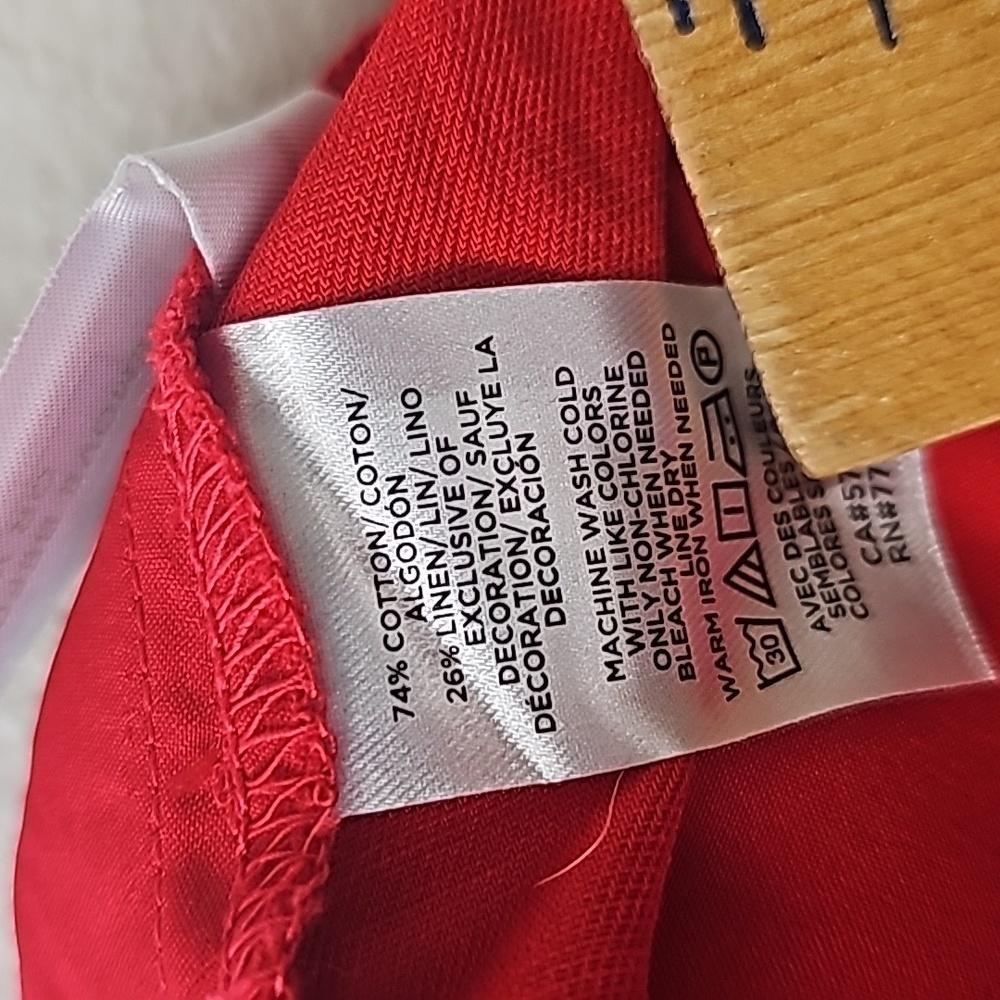 74% COTTON/ COTON/
ALGODÓN
26% LINEN/ LIN/ LINO
EXCLUSIVE OF
DECORATION/ SAUF
DÉCORATION/ EXCLUYE LA
DECORACIÓN
MACHINE WASH COLD
WITH LIKE COLORS
ONLY NON-CHLORINE
BLEACH WHEN NEEDED
LINE DRY
WARM IRON WHEN NEEDED
30 P
AVEC DES COULEURS
COLORES
CA#57
RN#77